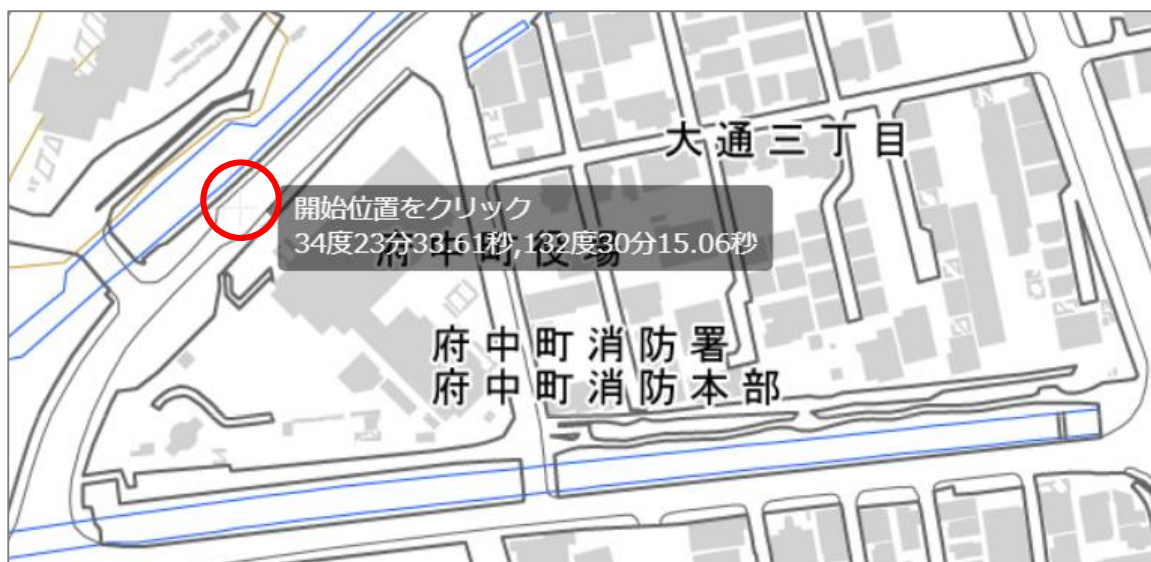 大通三丁目
開始位置をクリック
34度23分33.61秒,132度30分15.06秒
府中町役場
府中町消防署
府中町消防本部